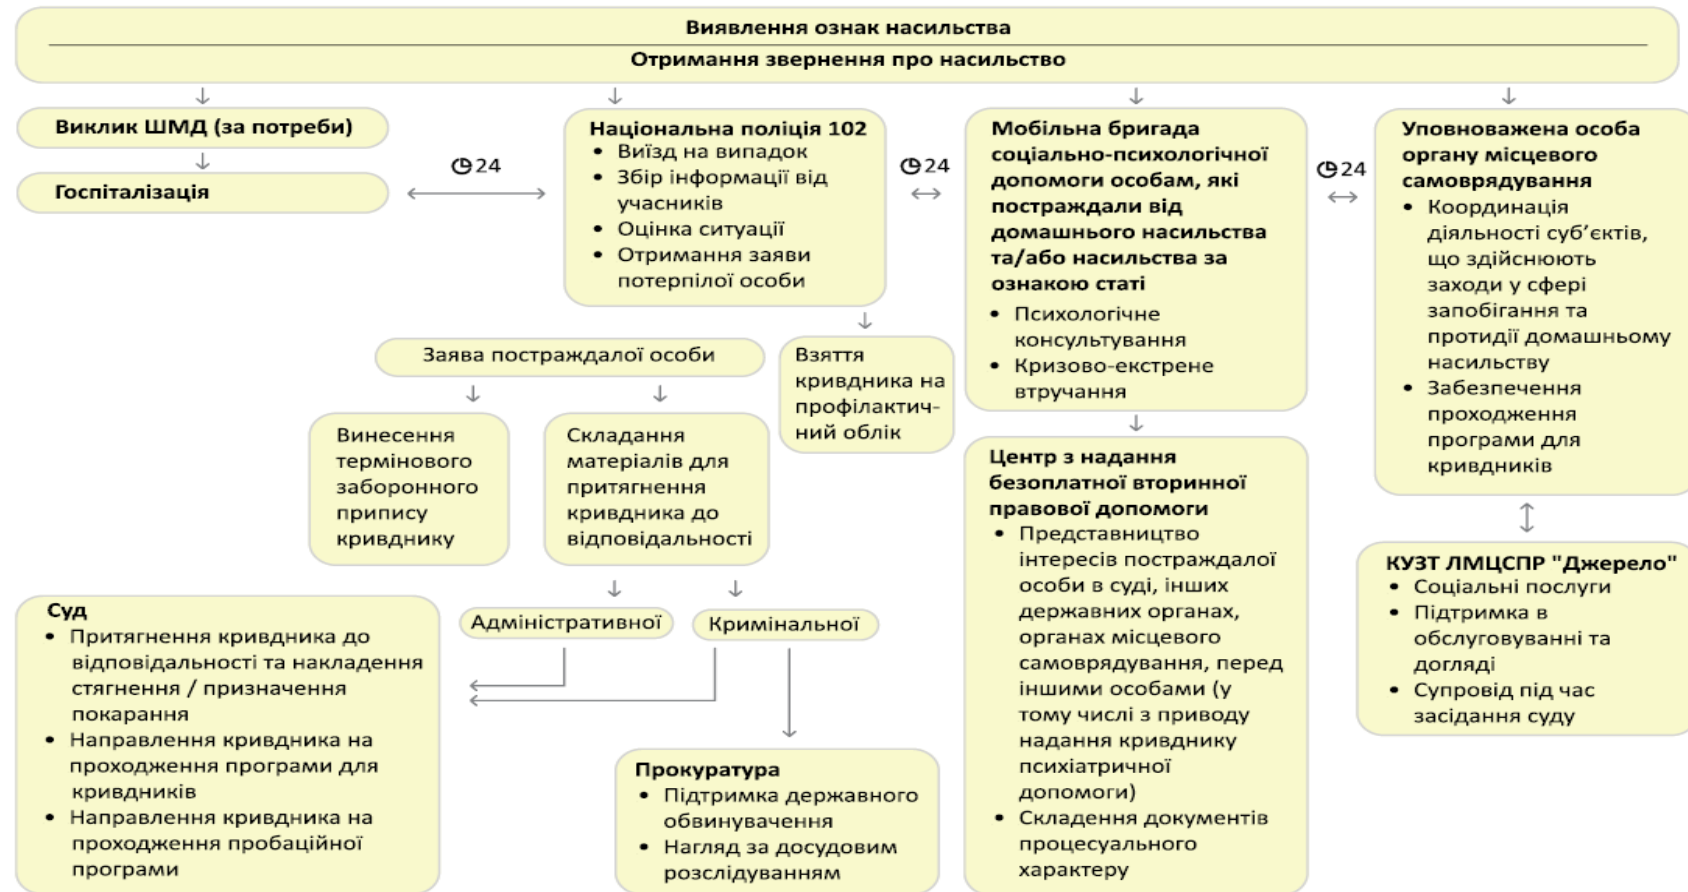 Виявлення ознак насильства
Отримання звернення про насильство
Виклик ШМД (за потреби)
Госпіталізація
24
Національна поліція 102
• Виїзд на випадок
• Збір інформації від
учасників
• Оцінка ситуації
• Отримання заяви
потерпілої особи
24
Мобільна бригада
соціально-психологічної
допомоги особам, які
постраждали від
домашнього насильства
та/або насильства за
ознакою статі
• Психологічне
консультування
• Кризово-екстрене
втручання
24
Уповноважена особа
органу місцевого
самоврядування
• Координація
діяльності суб’єктів,
що здійснюють
заходи у сфері
запобігання та
протидії домашньому
насильству
• Забезпечення
проходження
програми для
кривдників
Заява постраждалої особи
Взяття
кривдника на
профілактич-
ний облік
Винесення
термінового
заборонного
припису
кривднику
Складання
матеріалів для
притягнення
кривдника до
відповідальності
Адміністративної
Кримінальної
Суд
• Притягнення кривдника до
відповідальності та накладення
стягнення / призначення
покарання
• Направлення кривдника на
проходження програми для
кривдників
• Направлення кривдника на
проходження пробаційної
програми
Прокуратура
• Підтримка державного
обвинувачення
• Нагляд за досудовим
розслідуванням
Центр з надання
безоплатної вторинної
правової допомоги
• Представництво
інтересів постраждалої
особи в суді, інших
державних органах,
органах місцевого
самоврядування, перед
іншими особами (у
тому числі з приводу
надання кривднику
психіатричної
допомоги)
• Складення документів
процесуального
характеру
КУЗТ ЛМЦСПР "Джерело"
• Соціальні послуги
• Підтримка в
обслуговуванні та
догляді
• Супровід під час
засідання суду